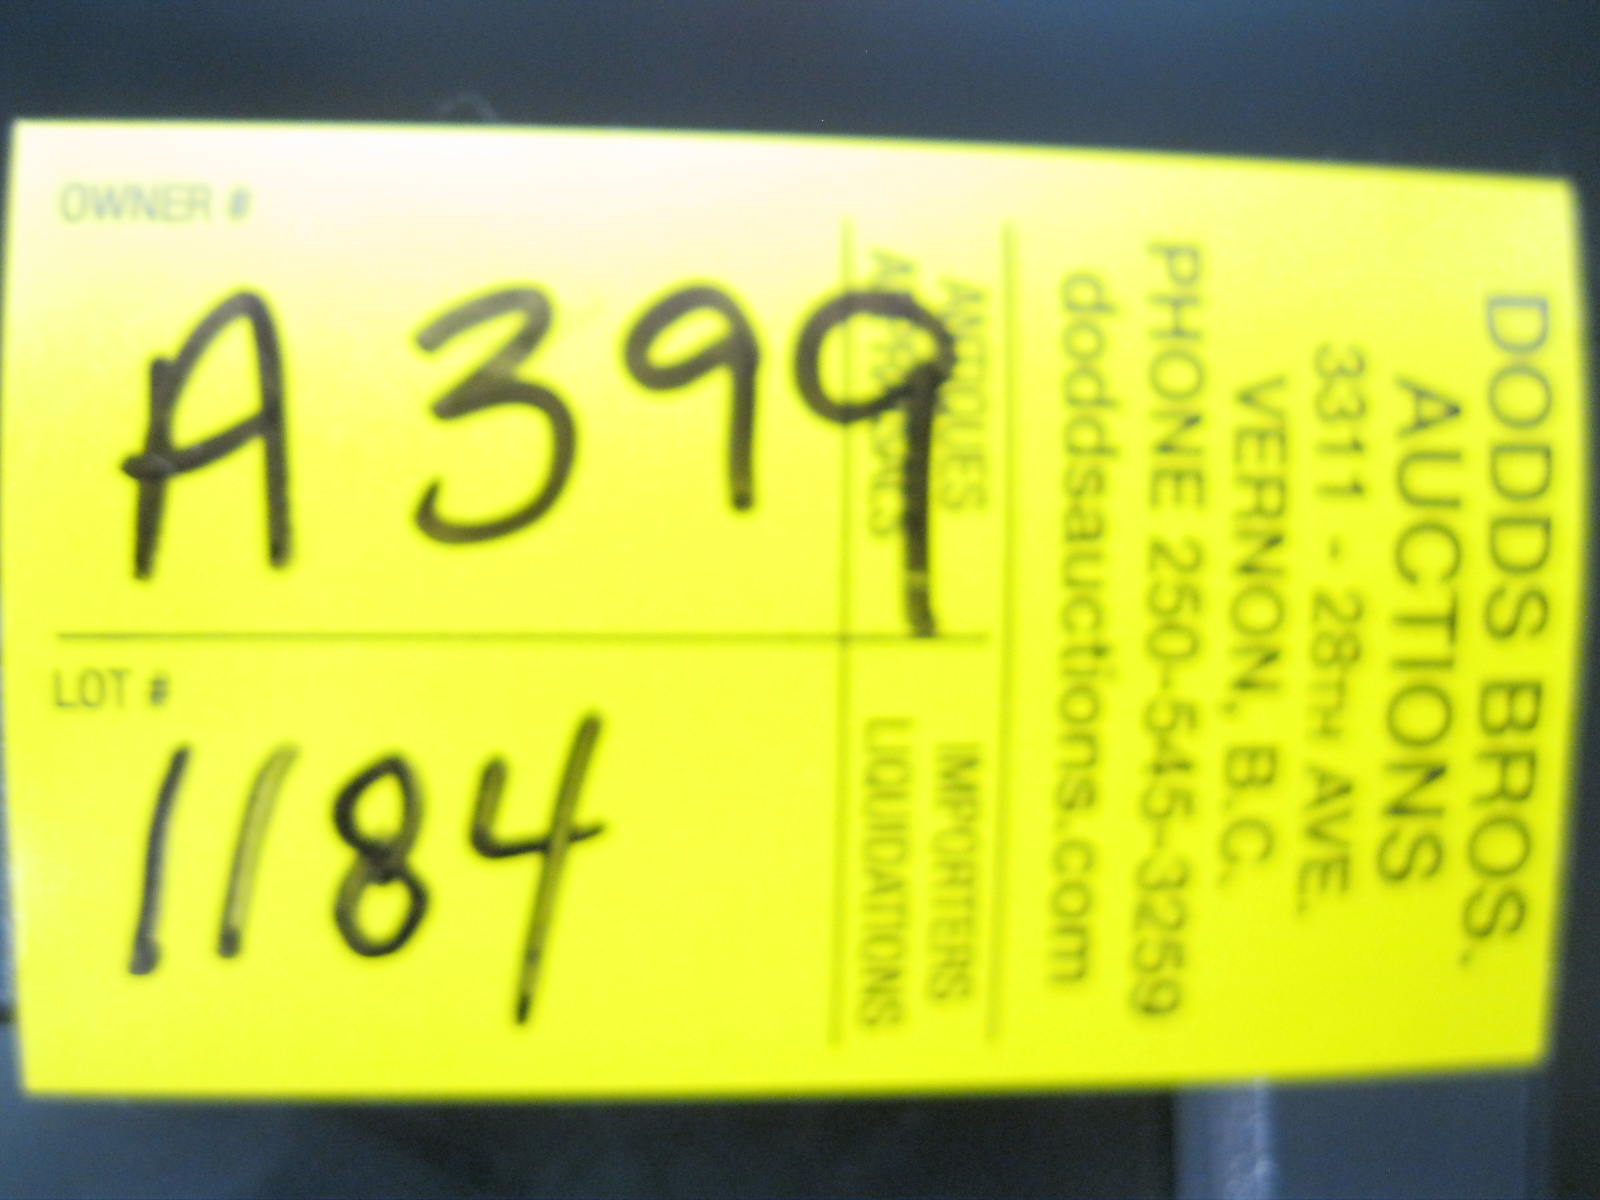 OWNER #
A399
LOT #
1184
ANTIQUES
APPRAISALS
IMPORTERS
LIQUIDATIONS
DODDS BROS.
AUCTIONS
3311 - 28TH AVE.
VERNON, B.C.
PHONE 250-545-3259
doddsauctions.com